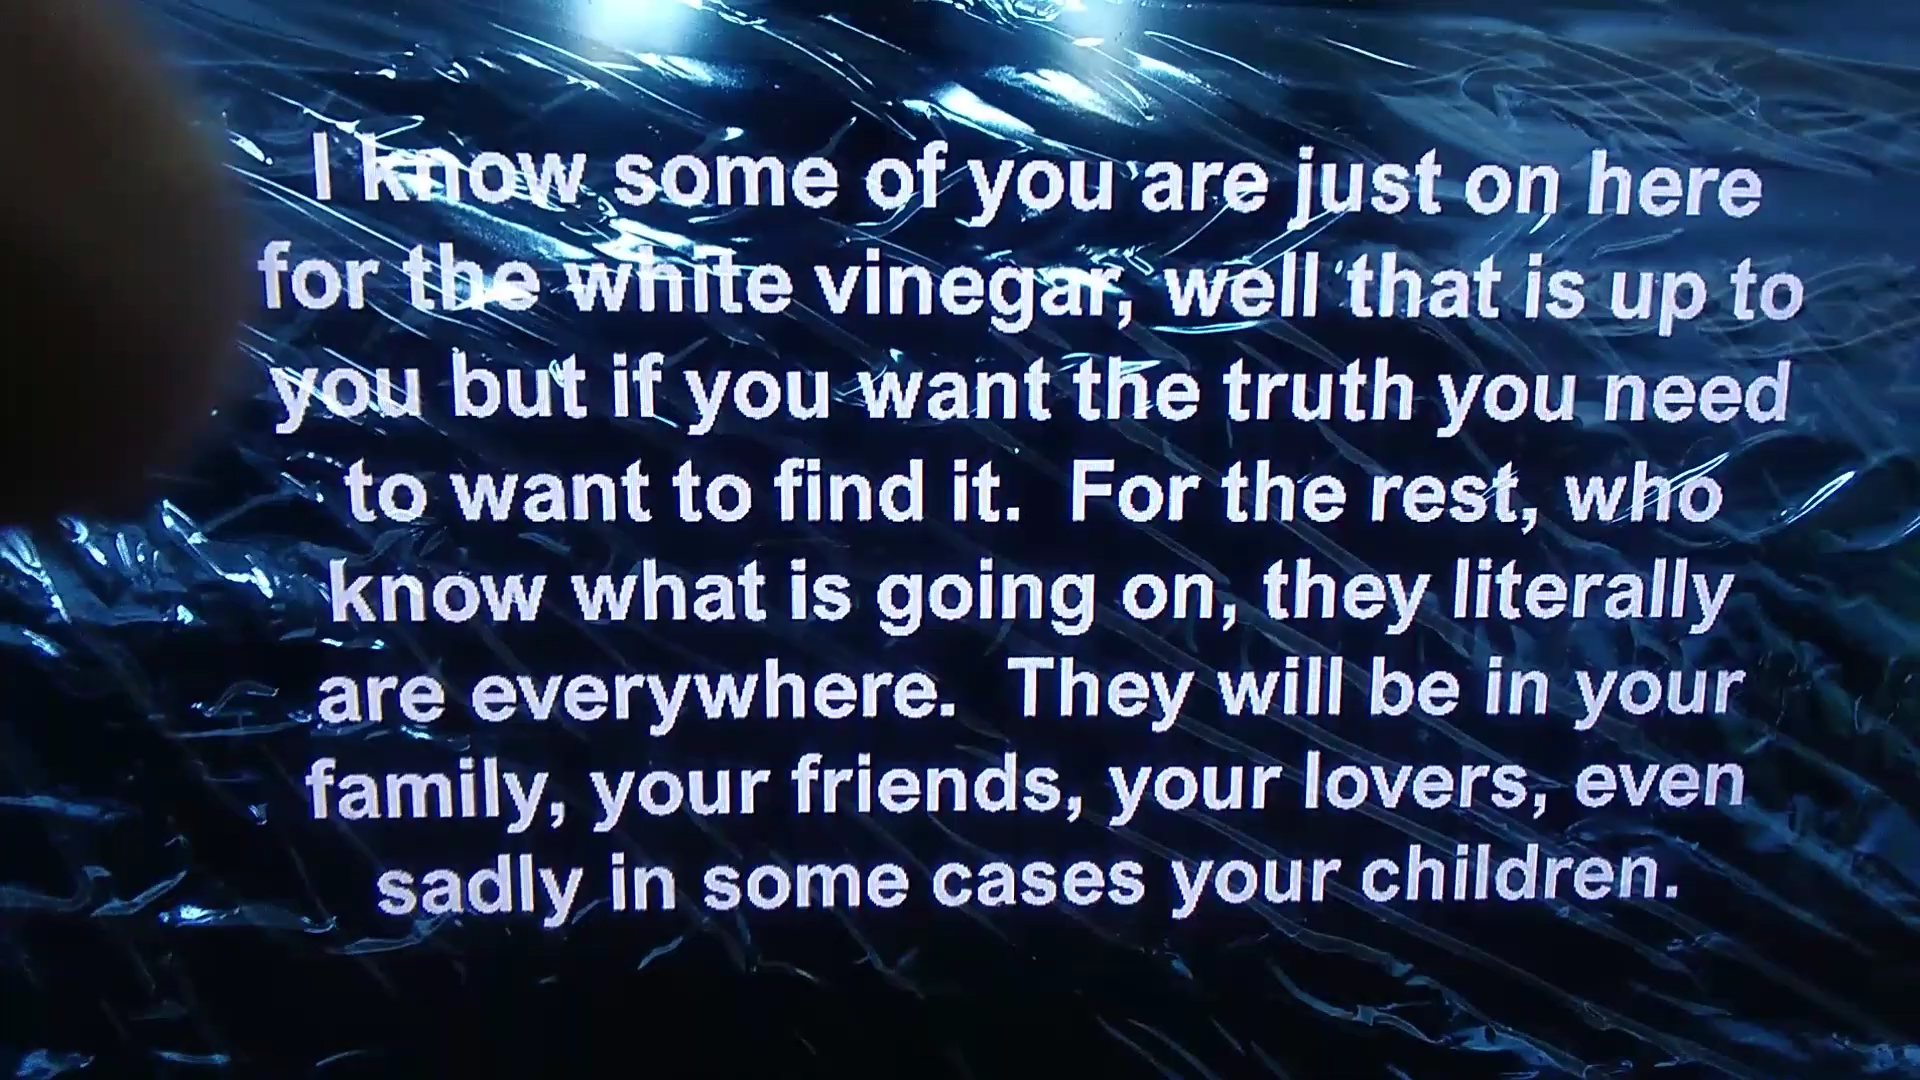 I know some of you are just on here
for the white vinegar, well that is up to
you but if you want the truth you need
to want to find it.  For the rest, who
know what is going on, they literally
are everywhere.  They will be in your
family, your friends, your lovers, even
sadly in some cases your children.